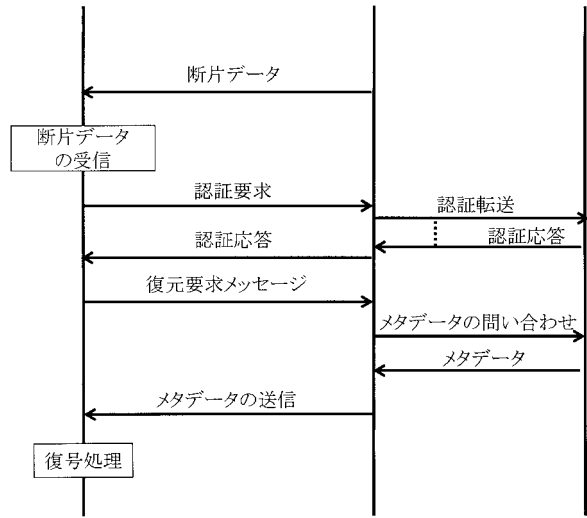 断片データ
断片データ
の受信
認証要求
認証転送
認証応答
認証応答
復元要求メッセージ
メタデータの問い合わせ
メタデータ
メタデータの送信
復号処理